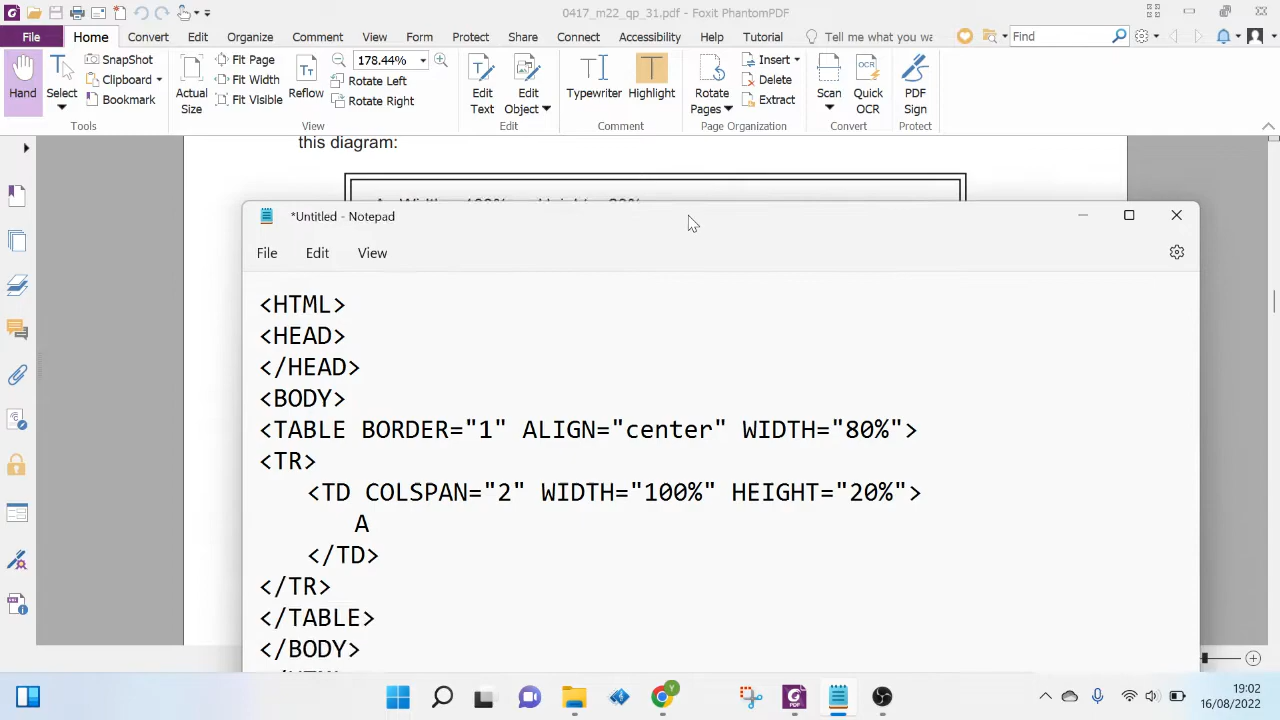 0417_m22_qp_31.pdf - Foxit PhantomPDF
File Home Convert Edit Organize Comment View Form Protect Share Connect Accessibility Help Tutorial Tell me what you wa Find
Hand
Select
SnapShot
Clipboard
Bookmark
Tools
Actual
Size
Fit Page
Fit Width
Fit Visible
Reflow
178.44%
Rotate Left
Rotate Right
View
Edit
Text
Edit
Object
Edit
Typewriter
Highlight
Comment
Rotate
Pages
Insert
Delete
Extract
Page Organization
Scan
Quick
OCR
Convert
PDF
Sign
Protect
this diagram:
*Untitled - Notepad
File Edit View
<HTML>
<HEAD>
</HEAD>
<BODY>
<TABLE BORDER="1" ALIGN="center" WIDTH="80%">
<TR>
<TD COLSPAN="2" WIDTH="100%" HEIGHT="20%">
A
</TD>
</TR>
</TABLE>
</BODY>
19:02
16/08/2022